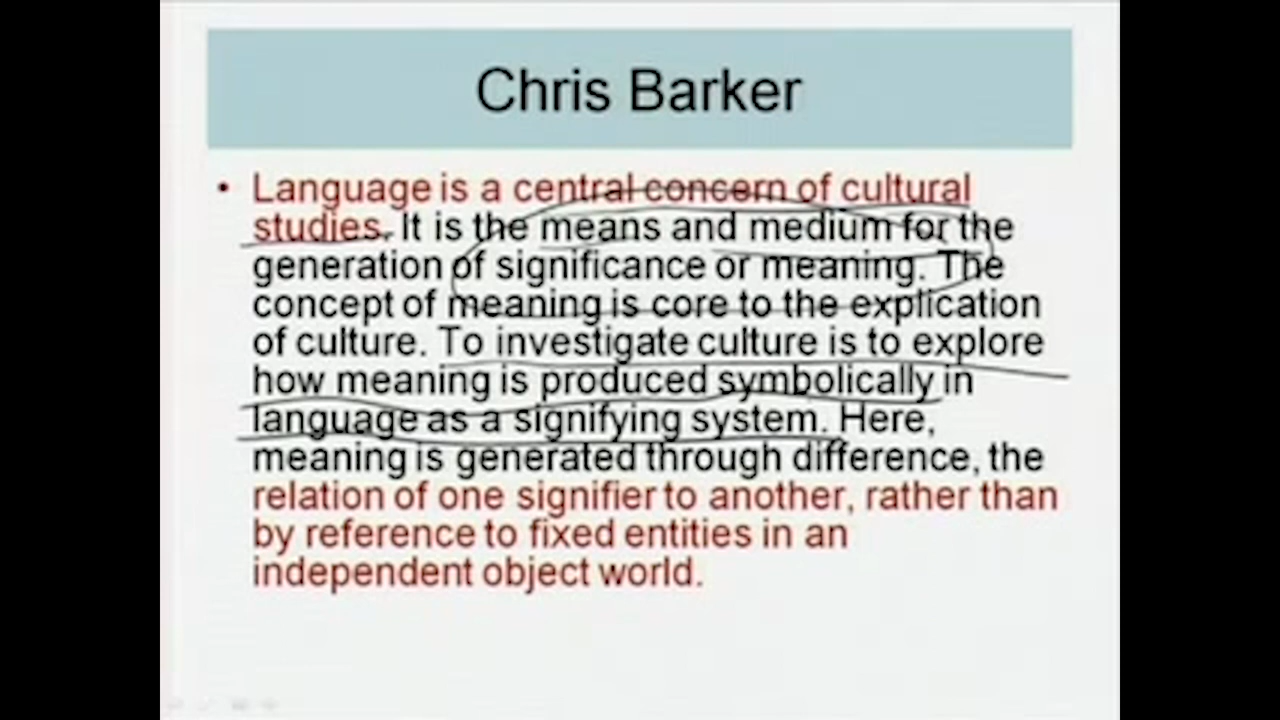 Chris Barker
• Language is a central concern of cultural
studies. It is the means and medium for the
generation of significance or meaning. The
concept of meaning is core to the explication
of culture. To investigate culture is to explore
how meaning is produced symbolically in
language as a signifying system. Here,
meaning is generated through difference, the
relation of one signifier to another, rather than
by reference to fixed entities in an
independent object world.